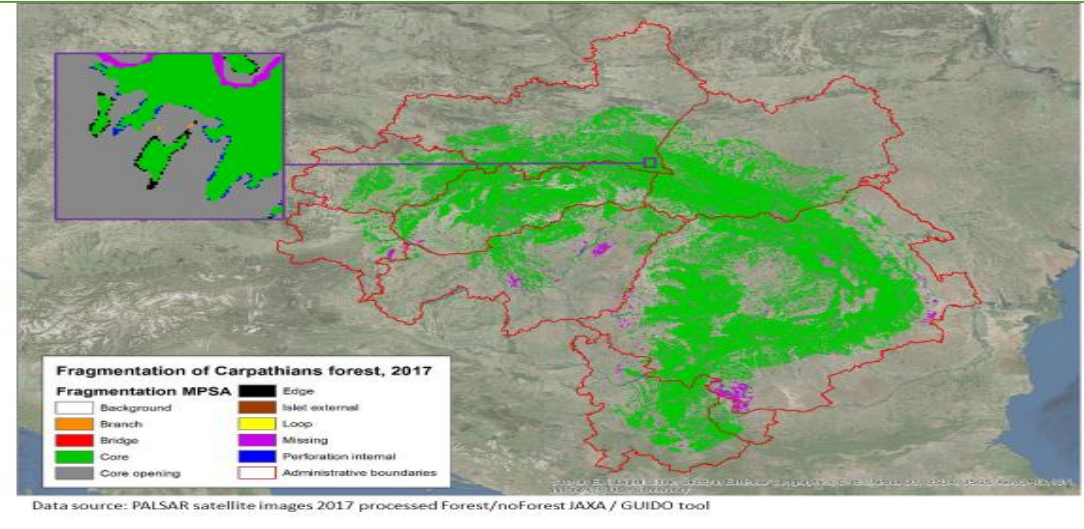 Fragmentation of Carpathians forest, 2017
Fragmentation MPSA
Background
Branch
Bridge
Core
Core opening
Edge
Islet external
Loop
Missing
Perforation internal
Administrative boundaries
Data source: PALSAR satellite images 2017 processed Forest/noForest JAXA / GUIDO tool